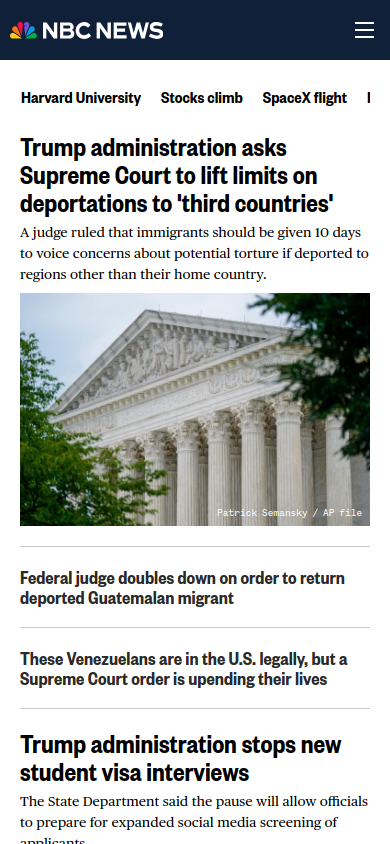 NBC NEWS
Harvard University Stocks climb SpaceX flight
Trump administration asks
Supreme Court to lift limits on
deportations to 'third countries'
A judge ruled that immigrants should be given 10 days
to voice concerns about potential torture if deported to
regions other than their home country.
Patrick Semansky / AP file
Federal judge doubles down on order to return
deported Guatemalan migrant
These Venezuelans are in the U.S. legally, but a
Supreme Court order is upending their lives
Trump administration stops new
student visa interviews
The State Department said the pause will allow officials
to prepare for expanded social media screening of
applicants.